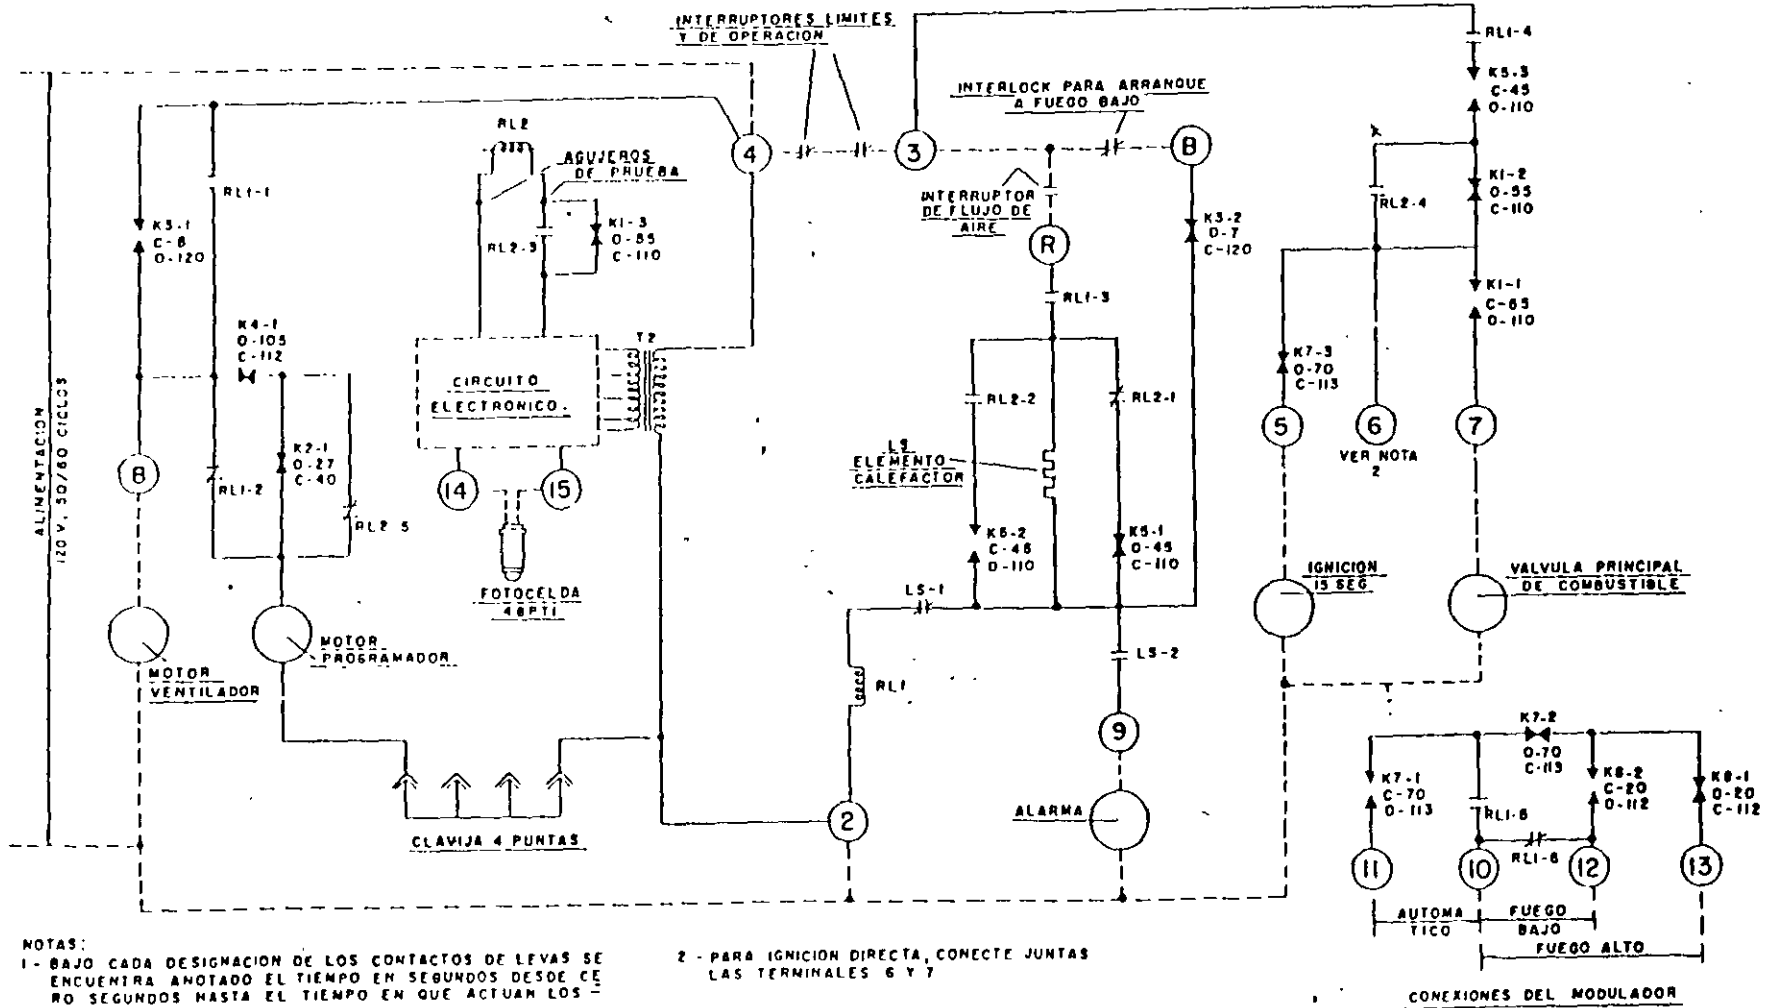 INTERRUPTORES LIMITES
Y DE OPERACION
RL1-4
K5-3
C-45
O-110
INTERLOCK PARA ARRANQUE
A FUEGO BAJO
RL2
AGUJEROS
DE PRUEBA
4
3
8
RL1-1
K3-1
C-8
O-120
RL2-3
K1-3
O-55
C-110
INTERRUPTOR
DE FLUJO DE
AIRE
R
K3-2
O-7
C-120
RL2-4
K1-2
O-55
C-110
RL1-3
K1-1
C-65
O-110
K4-1
O-105
C-112
T2
CIRCUITO
ELECTRONICO.
K7-3
O-70
C-113
ALIMENTACION
120 V, 50/60 CICLOS
RL2-2
RL2-1
5
6
7
VER NOTA
2
8
RL1-2
K2-1
O-27
C-40
14
15
RL2-5
LS
ELEMENTO
CALEFACTOR
K6-2
C-46
O-110
K5-1
O-45
C-110
FOTOCELDA
48PT1
LS-1
IGNICION
15 SEG
VALVULA PRINCIPAL
DE COMBUSTIBLE
MOTOR
VENTILADOR
MOTOR
PROGRAMADOR
LS-2
RL1
9
K7-2
O-70
C-113
K7-1
C-70
O-113
K8-2
C-20
O-112
K8-1
O-20
C-112
ALARMA
2
RL1-6
RL1-6
CLAVIJA 4 PUNTAS
11
10
12
13
AUTOMA
TICO
FUEGO
BAJO
FUEGO ALTO
NOTAS:
1 - BAJO CADA DESIGNACION DE LOS CONTACTOS DE LEVAS SE
ENCUENTRA ANOTADO EL TIEMPO EN SEGUNDOS DESDE CE
RO SEGUNDOS HASTA EL TIEMPO EN QUE ACTUAN LOS -
2 - PARA IGNICION DIRECTA, CONECTE JUNTAS
LAS TERMINALES 6 Y 7
CONEXIONES DEL MODULADOR